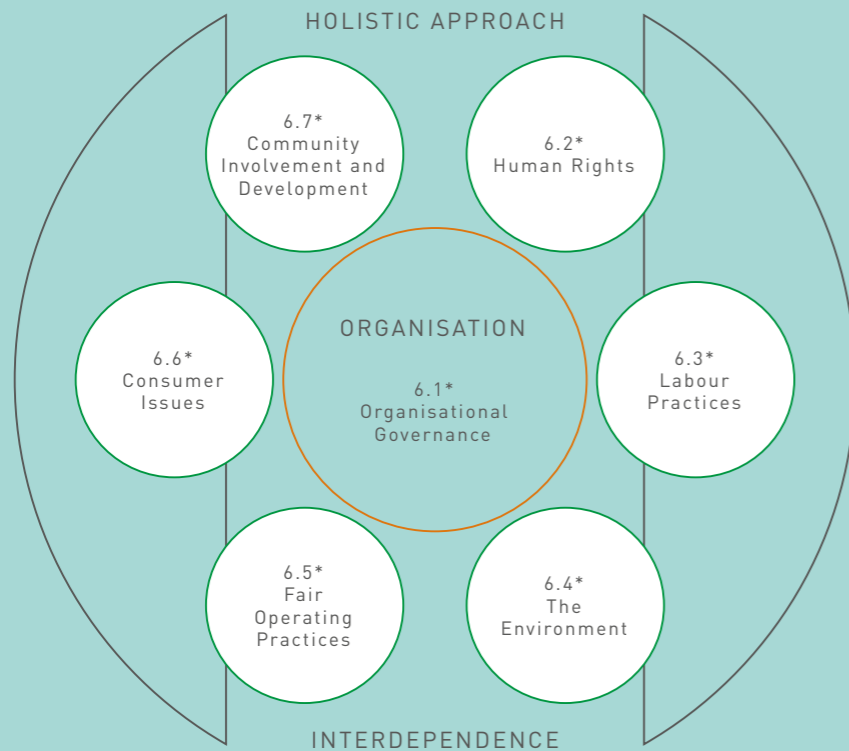 HOLISTIC APPROACH
6.7*
Community
Involvement and
Development
6.2*
Human Rights
ORGANISATION
6.1*
Organisational
Governance
6.6*
Consumer
Issues
6.3*
Labour
Practices
6.5*
Fair
Operating
Practices
6.4*
The
Environment
INTERDEPENDENCE